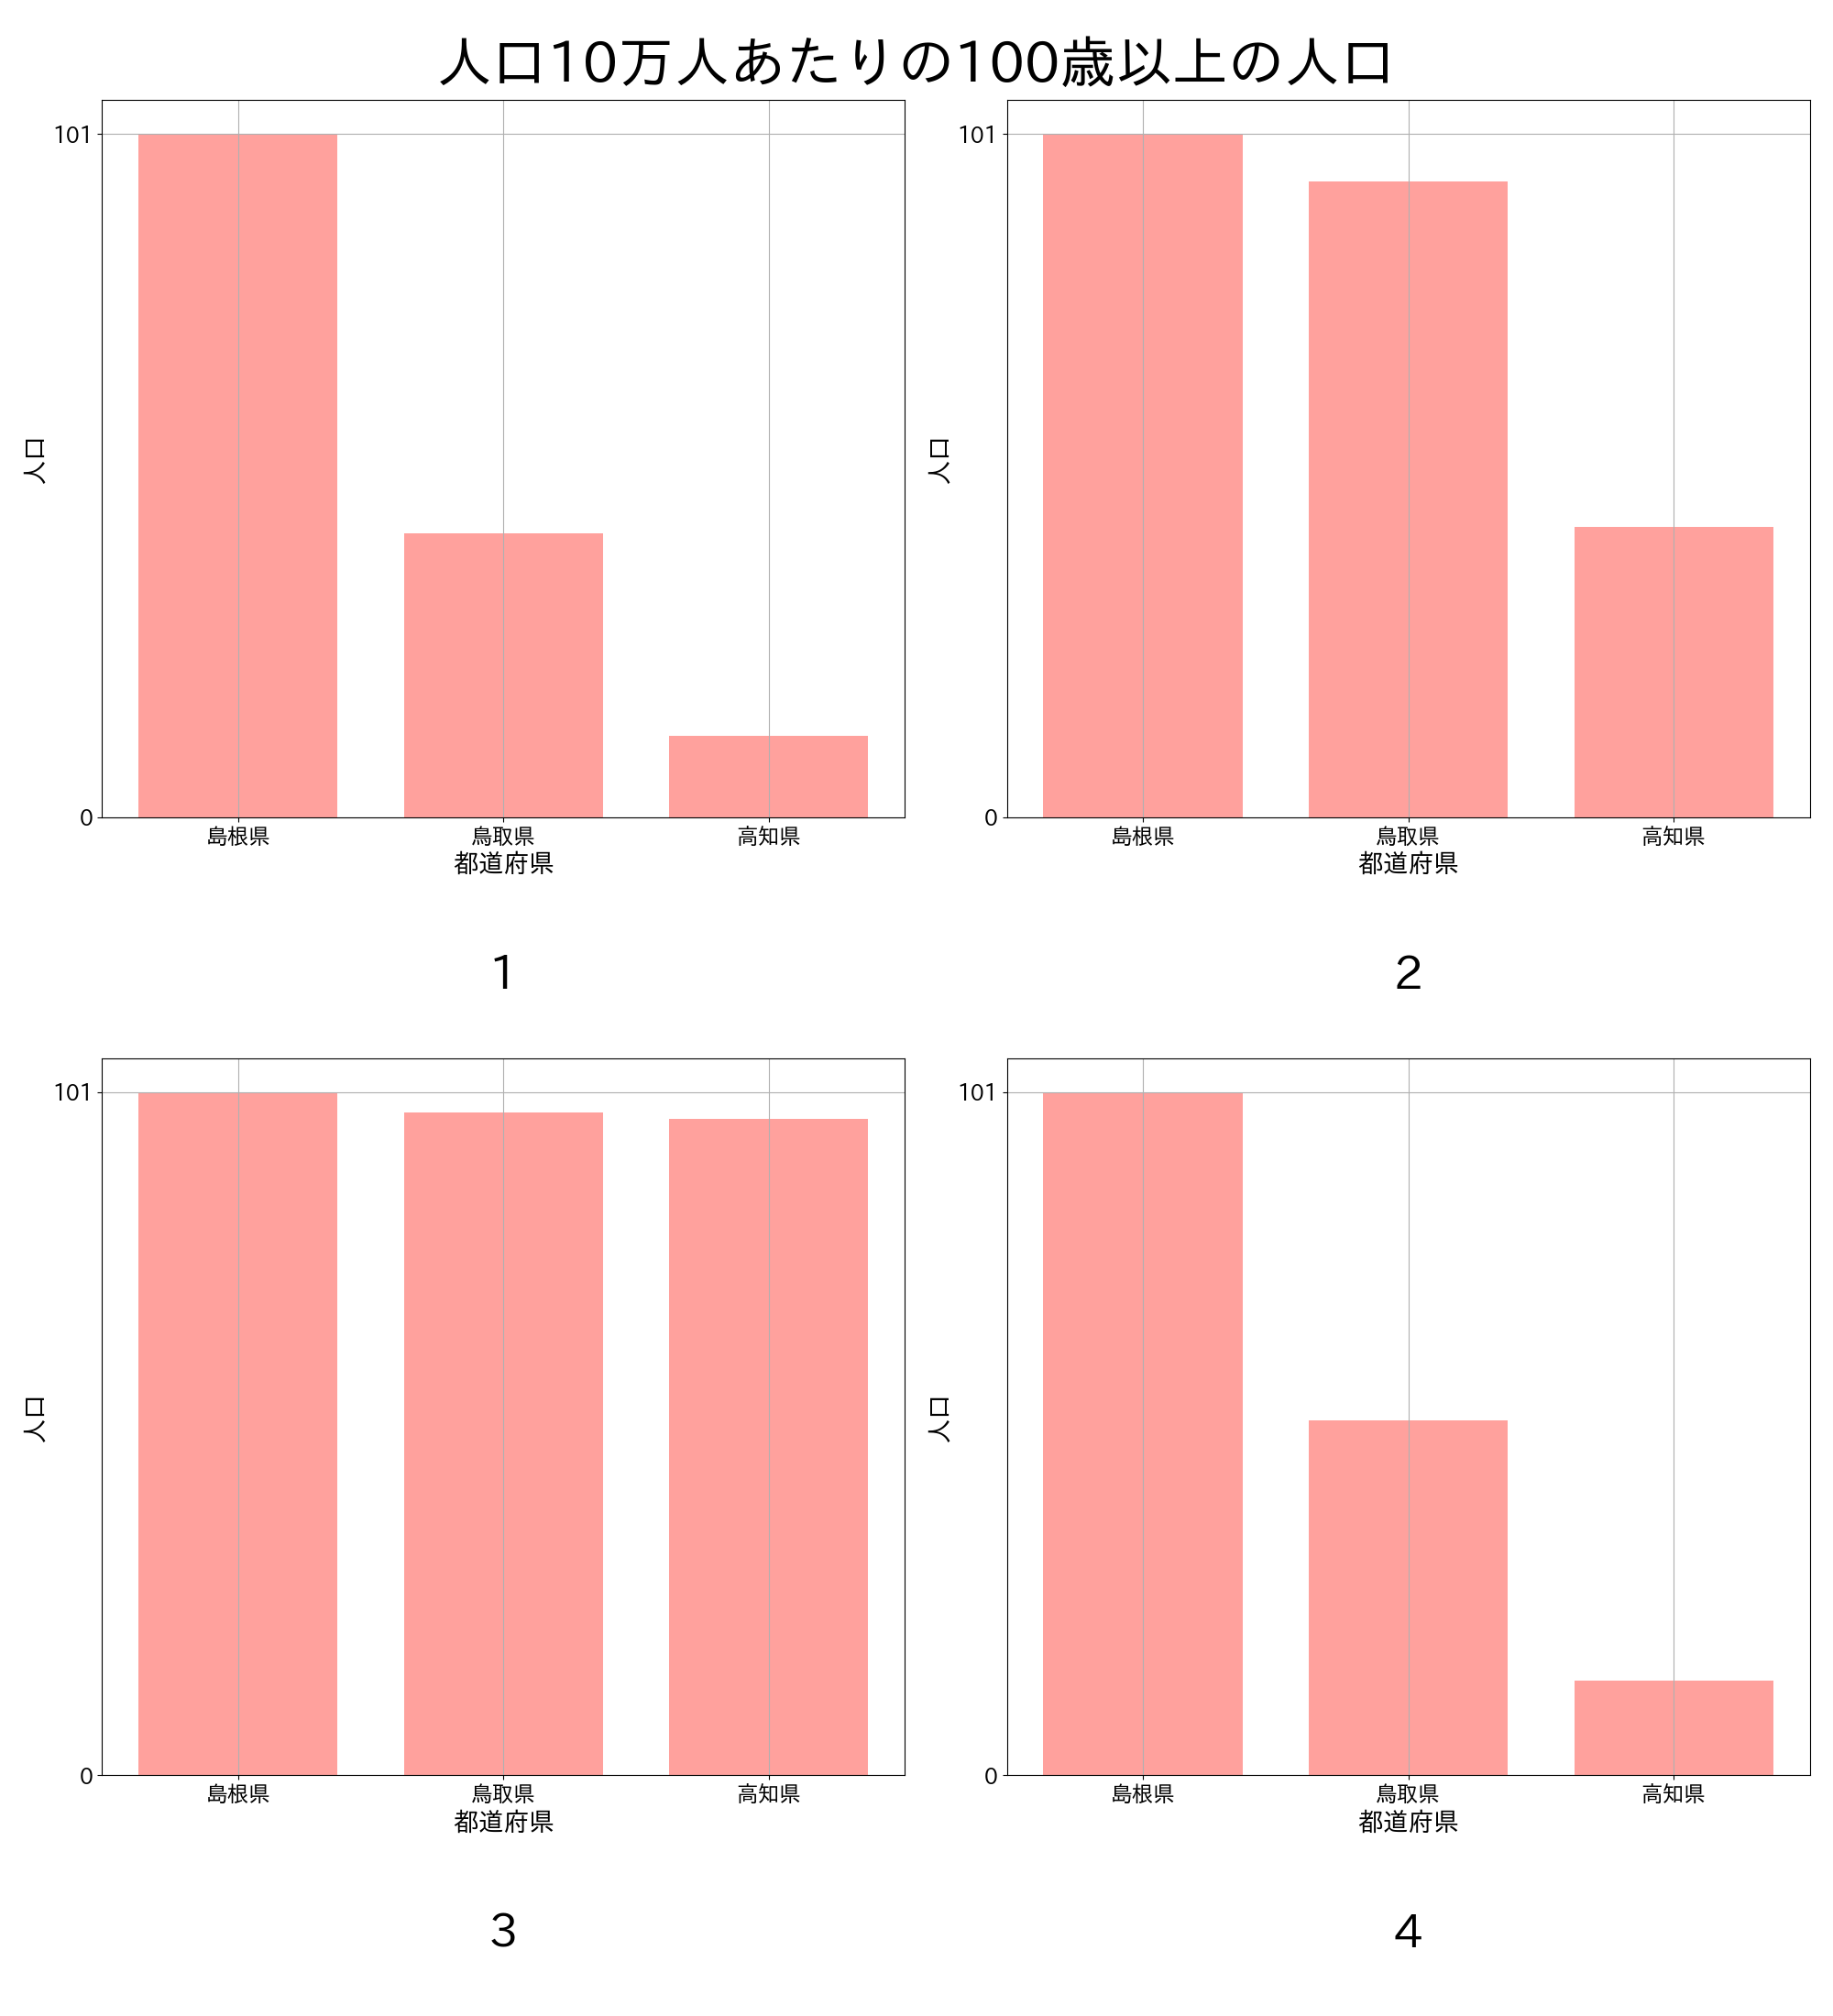 人口10万人あたりの100歳以上の人口
101
人口
0
島根県 鳥取県 高知県
都道府県
1
101
人口
0
島根県 鳥取県 高知県
都道府県
2
101
人口
0
島根県 鳥取県 高知県
都道府県
3
101
人口
0
島根県 鳥取県 高知県
都道府県
4